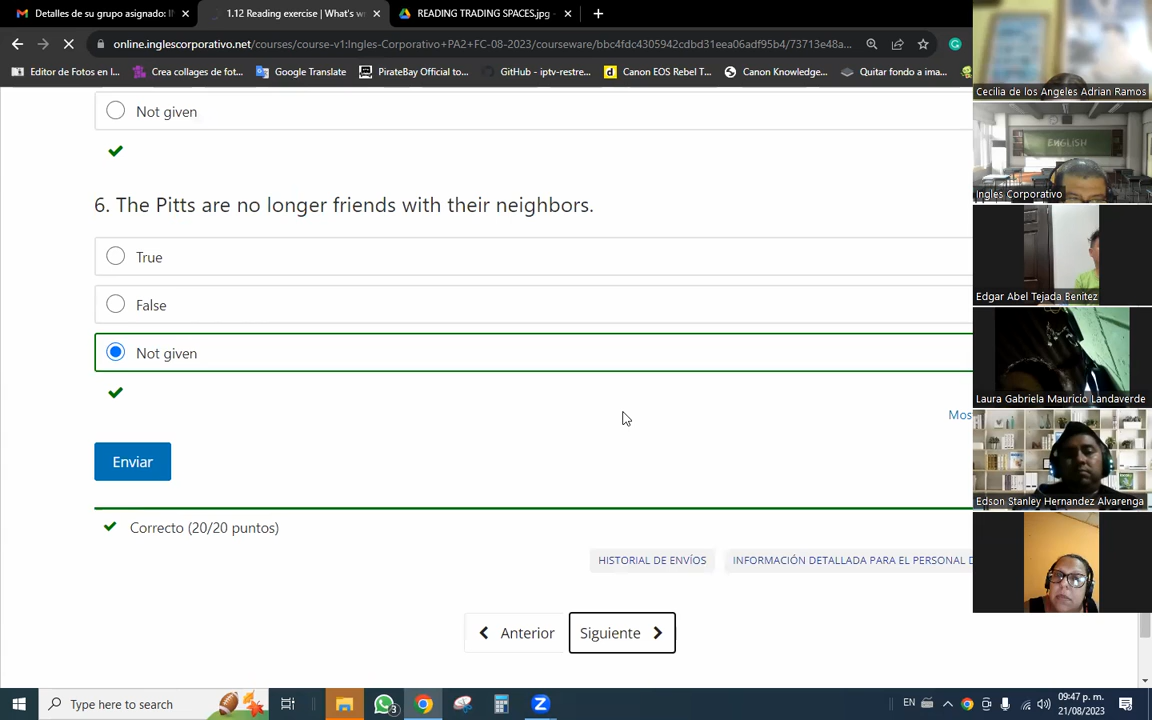 Detalles de su grupo asignado: I
1.12 Reading exercise | What's w
READING TRADING SPACES.jpg -
online.inglescorporativo.net/courses/course-v1:Ingles-Corporativo+PA2+FC-08-2023/courseware/bbc4fdc4305942cdbd31eea06adf95b4/73713e48a...
Editor de Fotos en l...
Crea collages de fot...
Google Translate
PirateBay Official to...
GitHub - iptv-restre...
Canon EOS Rebel T...
Canon Knowledge...
Quitar fondo a ima...
Cecilia de los Angeles Adrian Ramos
Not given
ENGLISH
Ingles Corporativo
6. The Pitts are no longer friends with their neighbors.
True
Edgar Abel Tejada Benitez
False
Not given
Laura Gabriela Mauricio Landaverde
Mos
Enviar
Edson Stanley Hernandez Alvarenga
Correcto (20/20 puntos)
HISTORIAL DE ENVÍOS
INFORMACIÓN DETALLADA PARA EL PERSONAL D
Anterior
Siguiente
Type here to search
3
EN
09:47 p. m.
21/08/2023